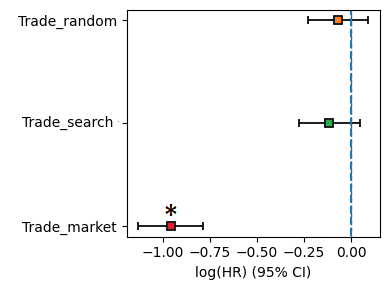 Trade_random
Trade_search
*
Trade_market
−1.00 −0.75 −0.50 −0.25 0.00
log(HR) (95% CI)